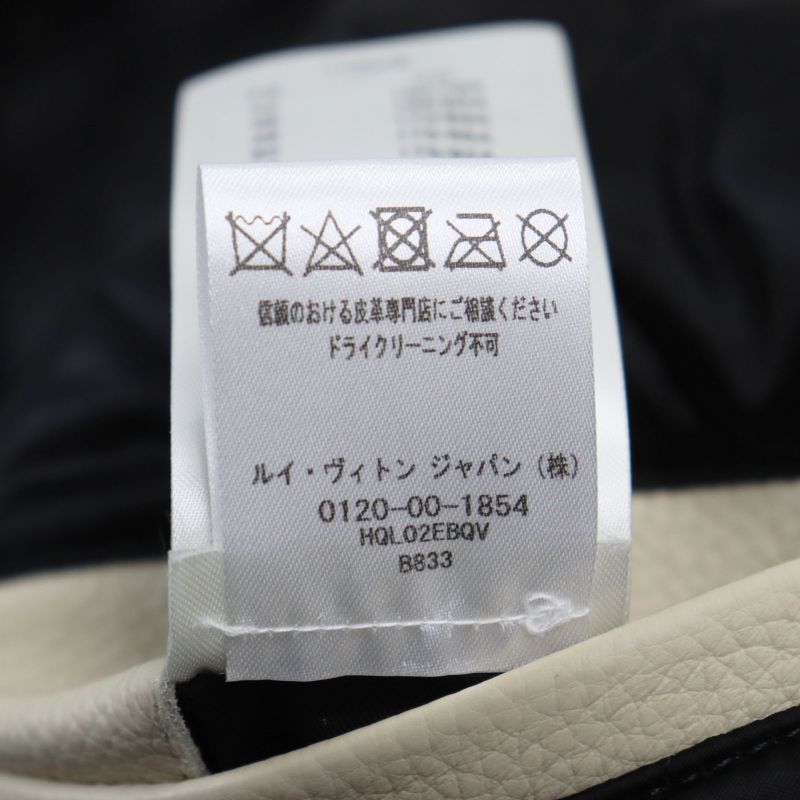 信頼のおける皮革専門店にご相談ください
ドライクリーニング不可
ルイ・ヴィトン ジャパン（株）
0120-00-1854
HQL02EBQV
B833